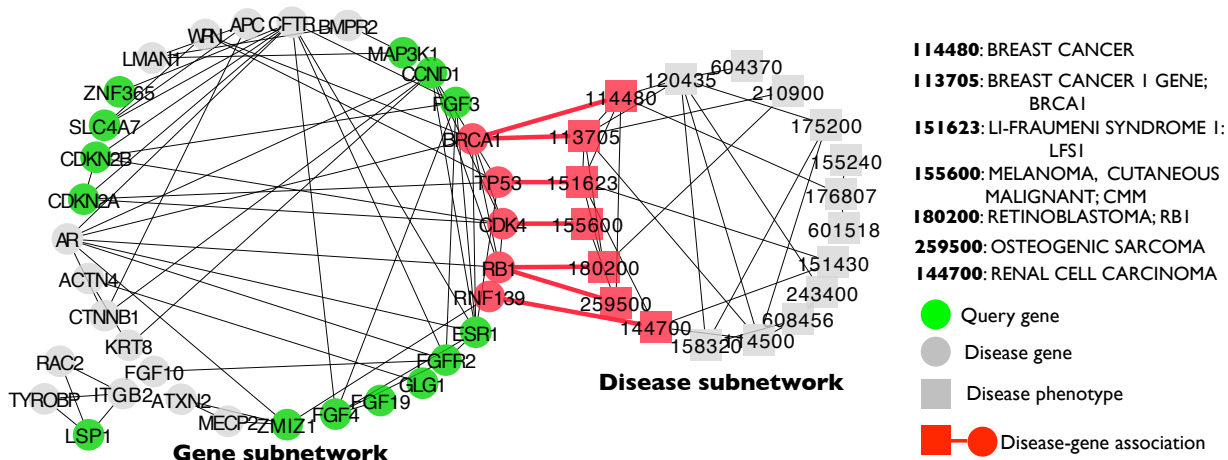 APC
CFTR
BMPR2
WRN
LMAN1
MAP3K1
CCND1
ZNF365
FGF3
SLC4A7
BRCA1
CDKN2B
TP53
CDKN2A
CDK4
AR
RB1
ACTN4
RNF139
CTNNB1
ESR1
KRT8
FGFR2
RAC2
FGF10
GLG1
TYROBP
ITGB2
ATXN2
FGF19
MECP2
ZMIZ1
FGF4
LSP1
Gene subnetwork
604370
120435
210900
114480
175200
113705
155240
151623
176807
155600
601518
151430
180200
243400
259500
608456
144700
114500
158320
Disease subnetwork
114480: BREAST CANCER
113705: BREAST CANCER 1 GENE;
BRCA1
151623: LI-FRAUMENI SYNDROME 1:
LFS1
155600: MELANOMA, CUTANEOUS
MALIGNANT; CMM
180200: RETINOBLASTOMA; RB1
259500: OSTEOGENIC SARCOMA
144700: RENAL CELL CARCINOMA
Query gene
Disease gene
Disease phenotype
Disease-gene association